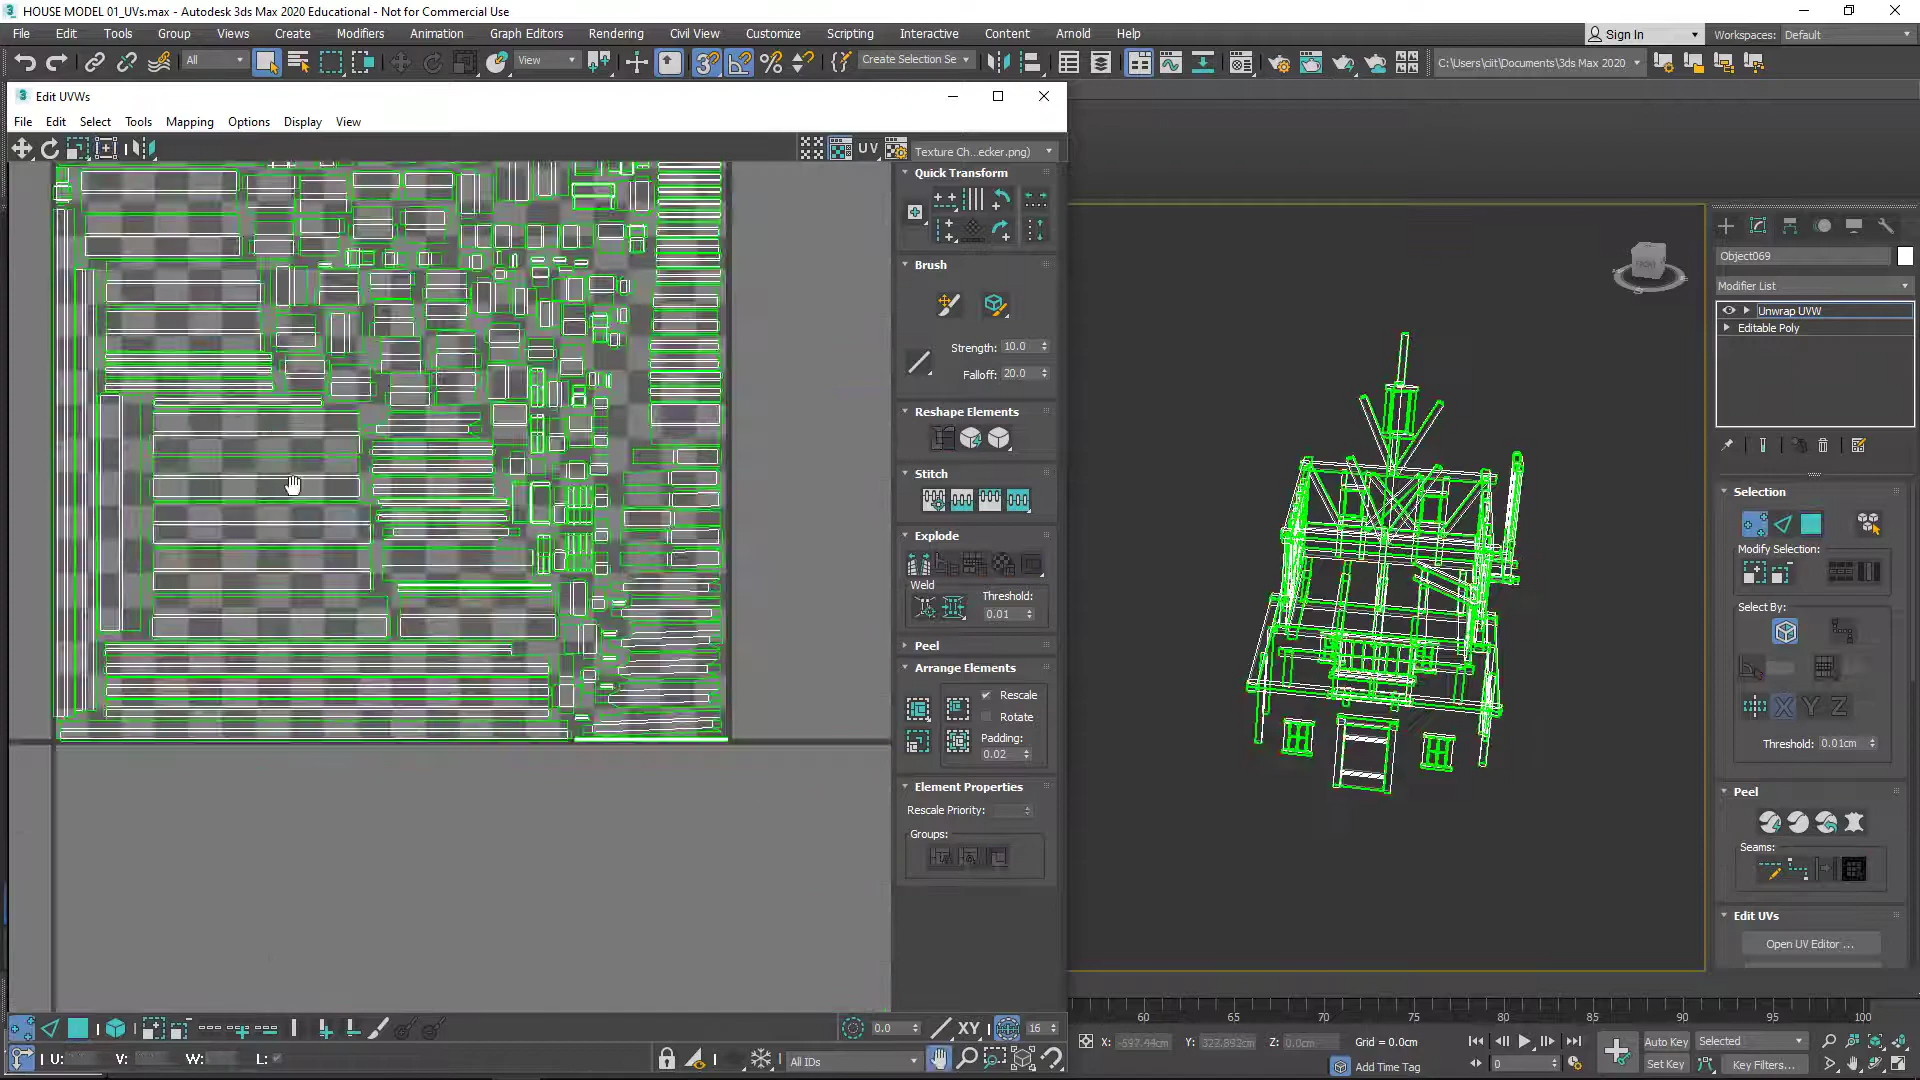 HOUSE MODEL 01_UVs.max - Autodesk 3ds Max 2020 Educational - Not for Commercial Use
File Edit Tools Group Views Create Modifiers Animation Graph Editors Rendering Civil View Customize Scripting Interactive Content Arnold Help
Sign In Workspaces: Default
All View Create Selection Se C:\Users\ciit\Documents\3ds Max 2020
Edit UVWs
File Edit Select Tools Mapping Options Display View
UV Texture Ch...ecker.png)
Quick Transform
Brush
Strength: 10.0
Falloff: 20.0
Reshape Elements
Stitch
Explode
Weld
Threshold:
0.01
Peel
Arrange Elements
Rescale
Rotate
Padding:
0.02
Element Properties
Rescale Priority:
Groups:
0.0 XY 16
U: V: W: L: All IDs
Object069
Modifier List
Unwrap UVW
Editable Poly
Selection
Modify Selection:
Select By:
X Y Z
Threshold: 0.01cm
Peel
Seams:
Edit UVs
Open UV Editor ...
60 65 70 75 80 85 90 95 100
X: -597.44cm Y: 322.892cm Z: 0.0cm Grid = 0.0cm Auto Key Selected
Add Time Tag 0 Set Key Key Filters...